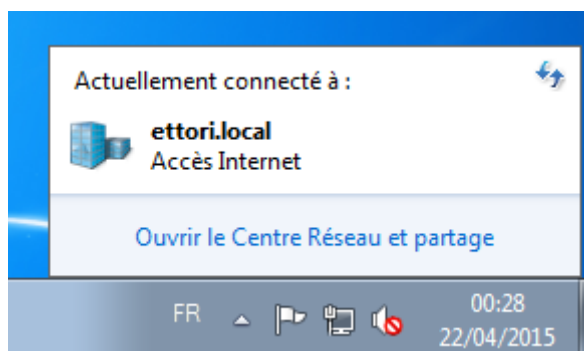 Actuellement connecté à :
ettori.local
Accès Internet
Ouvrir le Centre Réseau et partage
FR
00:28
22/04/2015